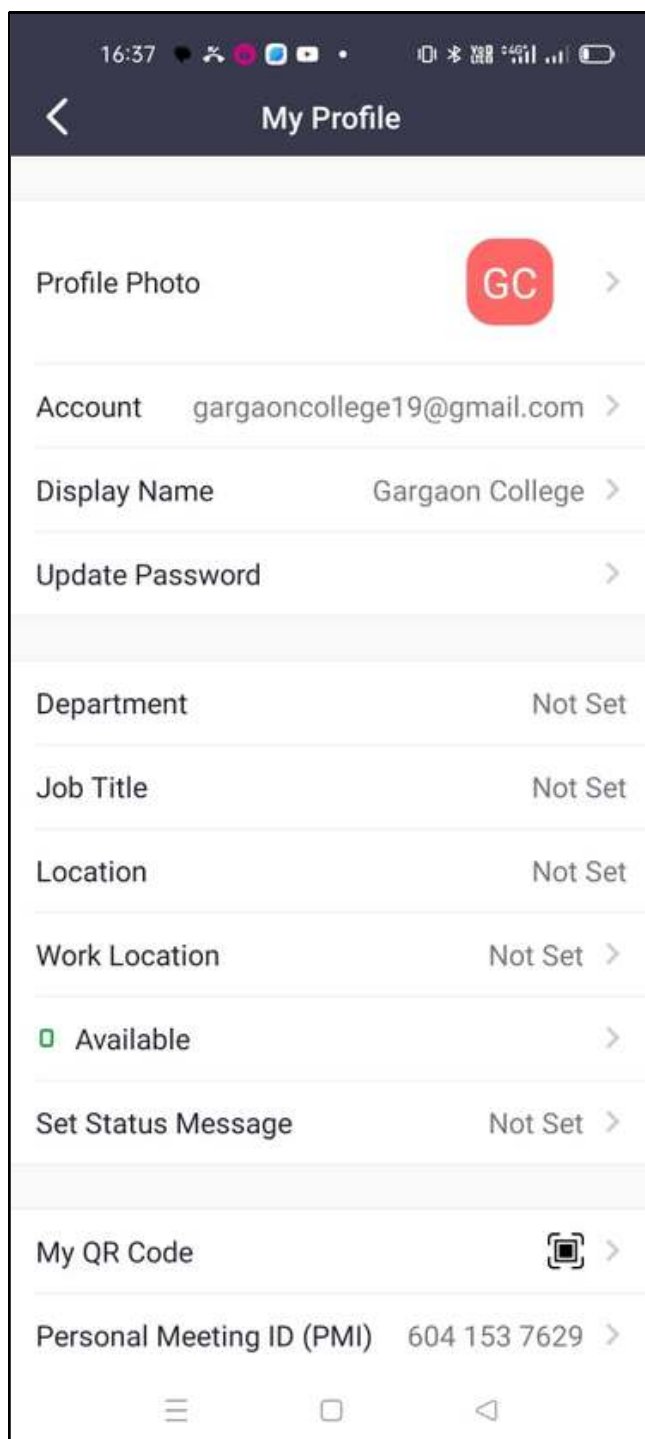 16:37
My Profile
Profile Photo GC
Account gargaoncollege19@gmail.com
Display Name Gargaon College
Update Password
Department Not Set
Job Title Not Set
Location Not Set
Work Location Not Set
Available
Set Status Message Not Set
My QR Code
Personal Meeting ID (PMI) 604 153 7629